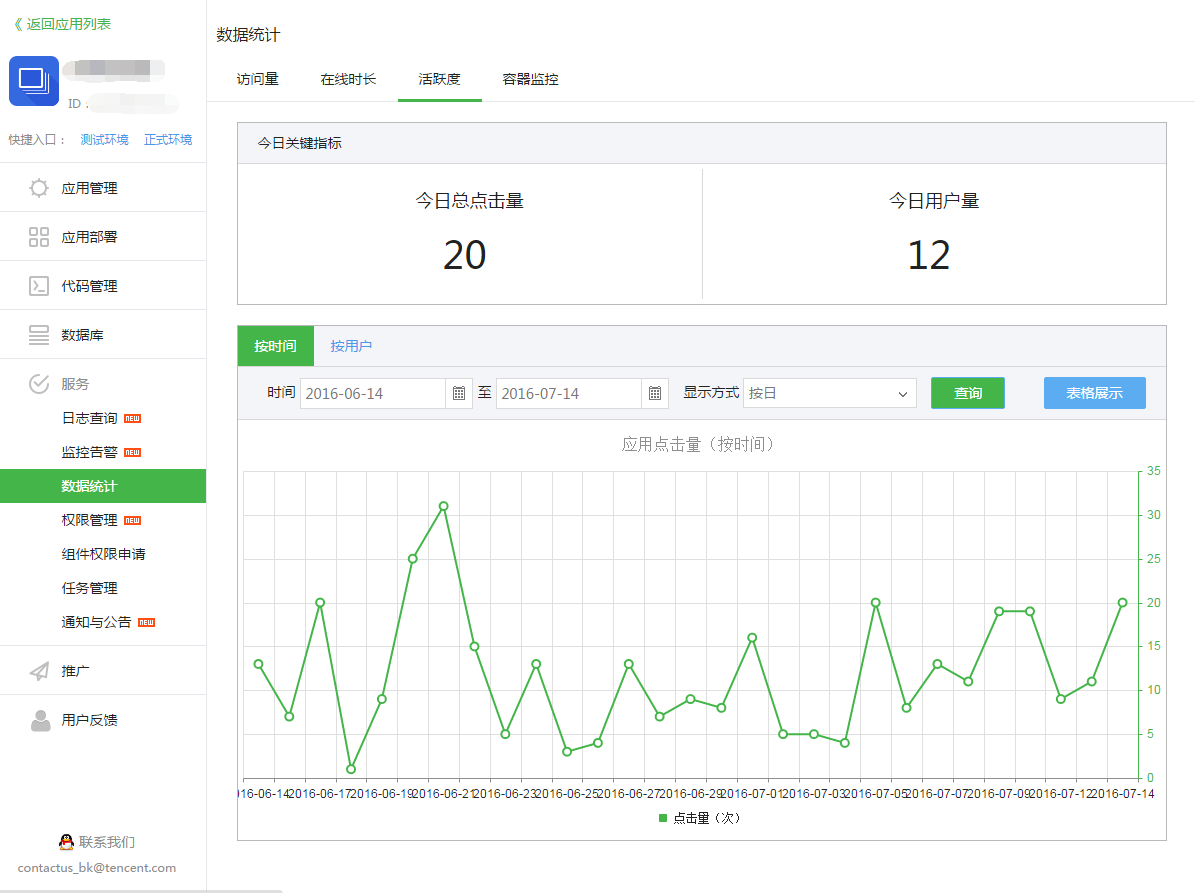 《 返回应用列表
ID :
快捷入口： 测试环境 正式环境
应用管理
应用部署
代码管理
数据库
服务
日志查询 NEW
监控告警 NEW
数据统计
权限管理 NEW
组件权限申请
任务管理
通知与公告 NEW
推广
用户反馈
联系我们
contactus_bk@tencent.com
数据统计
访问量 在线时长 活跃度 容器监控
今日关键指标
今日总点击量 今日用户量
20 12
按时间 按用户
时间 2016-06-14 至 2016-07-14 显示方式 按日 查询 表格展示
应用点击量（按时间）
35
30
25
20
15
10
5
0
16-06-14 2016-06-17 2016-06-19 2016-06-21 2016-06-23 2016-06-25 2016-06-27 2016-06-29 2016-07-01 2016-07-03 2016-07-05 2016-07-07 2016-07-09 2016-07-12 2016-07-14
点击量（次）